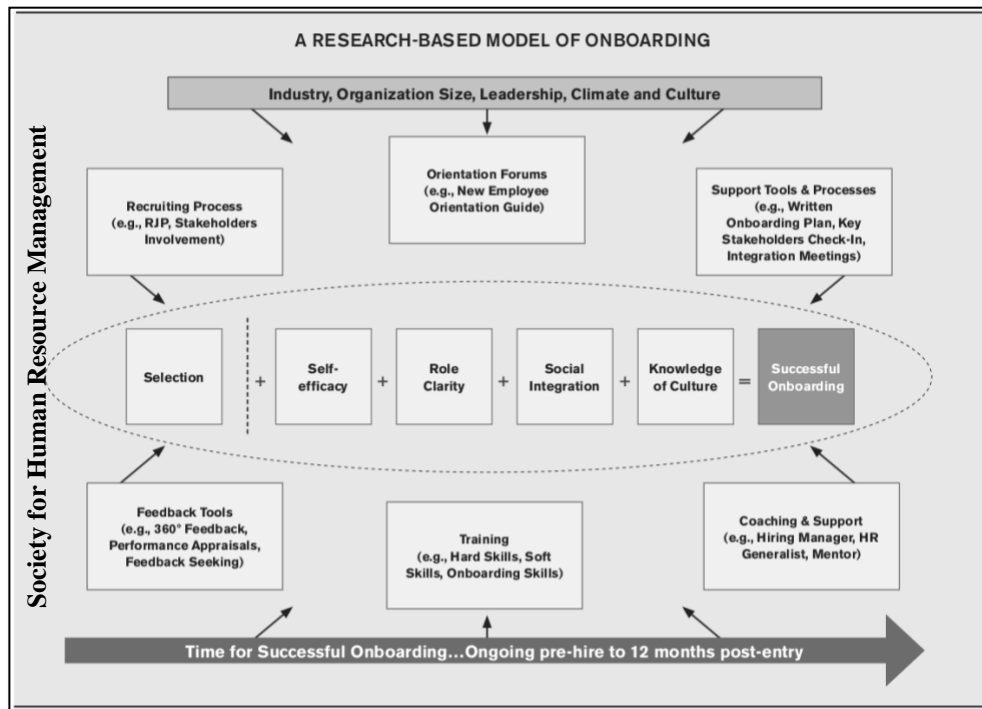 A RESEARCH-BASED MODEL OF ONBOARDING
Industry, Organization Size, Leadership, Climate and Culture
Recruiting Process
(e.g., RJP, Stakeholders
Involvement)
Orientation Forums
(e.g., New Employee
Orientation Guide)
Support Tools & Processes
(e.g., Written
Onboarding Plan, Key
Stakeholders Check-In,
Integration Meetings)
Society for Human Resource Management
Selection
+
Self-
efficacy
+
Role
Clarity
+
Social
Integration
+
Knowledge
of Culture
=
Successful
Onboarding
Feedback Tools
(e.g., 360° Feedback,
Performance Appraisals,
Feedback Seeking)
Training
(e.g., Hard Skills, Soft
Skills, Onboarding Skills)
Coaching & Support
(e.g., Hiring Manager, HR
Generalist, Mentor)
Time for Successful Onboarding...Ongoing pre-hire to 12 months post-entry